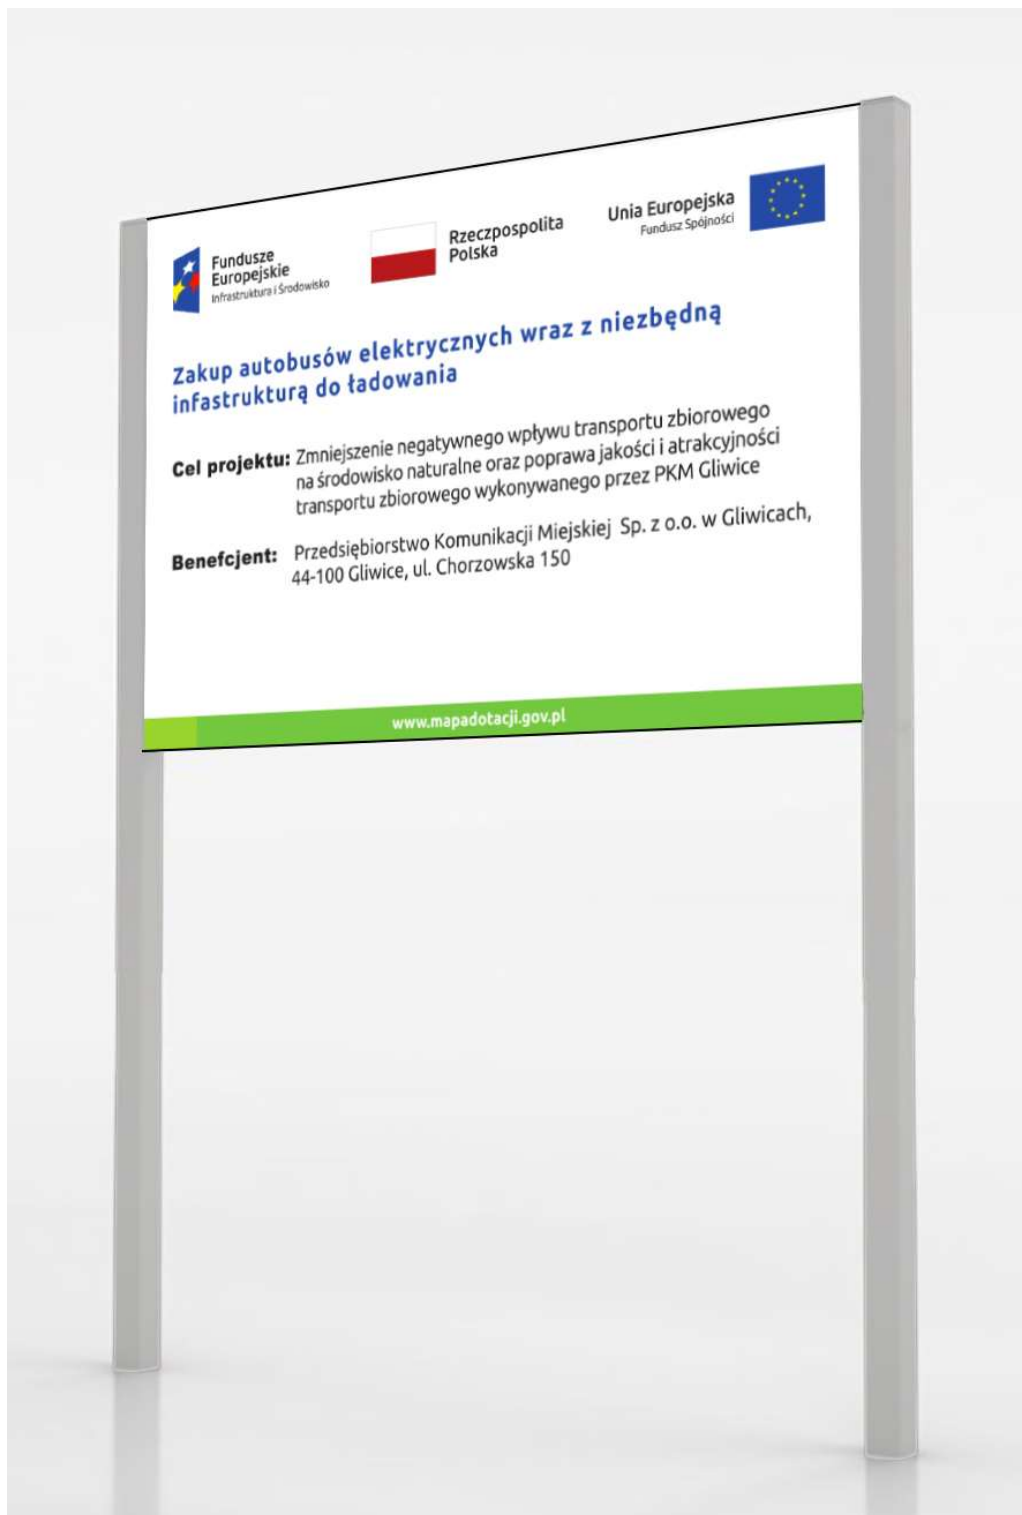 Fundusze
Europejskie
Infrastruktura i Środowisko
Rzeczpospolita
Polska
Unia Europejska
Fundusz Spójności
Zakup autobusów elektrycznych wraz z niezbędną
infastrukturą do ładowania
Cel projektu: Zmniejszenie negatywnego wpływu transportu zbiorowego
na środowisko naturalne oraz poprawa jakości i atrakcyjności
transportu zbiorowego wykonywanego przez PKM Gliwice
Benefcjent: Przedsiębiorstwo Komunikacji Miejskiej Sp. z o.o. w Gliwicach,
44-100 Gliwice, ul. Chorzowska 150
www.mapadotacji.gov.pl